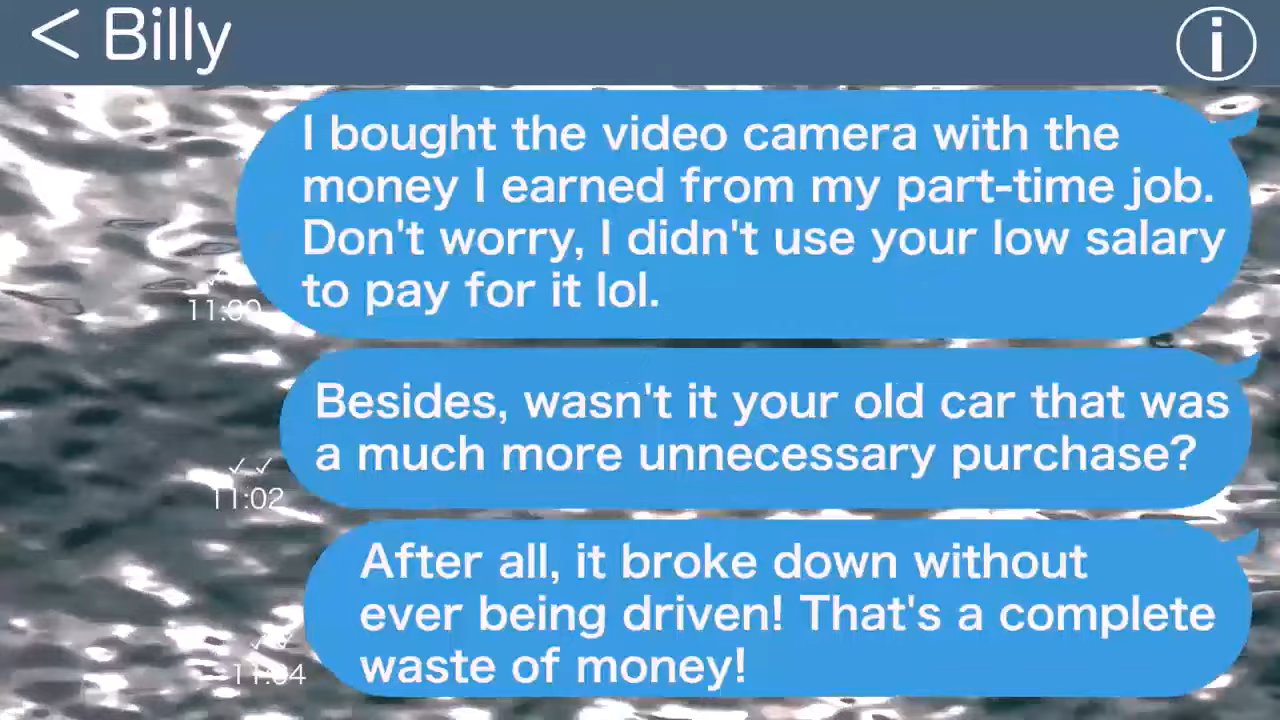 < Billy
i
I bought the video camera with the
money I earned from my part-time job.
Don't worry, I didn't use your low salary
to pay for it lol.
11:00
Besides, wasn't it your old car that was
a much more unnecessary purchase?
11:02
After all, it broke down without
ever being driven! That's a complete
waste of money!
11:04